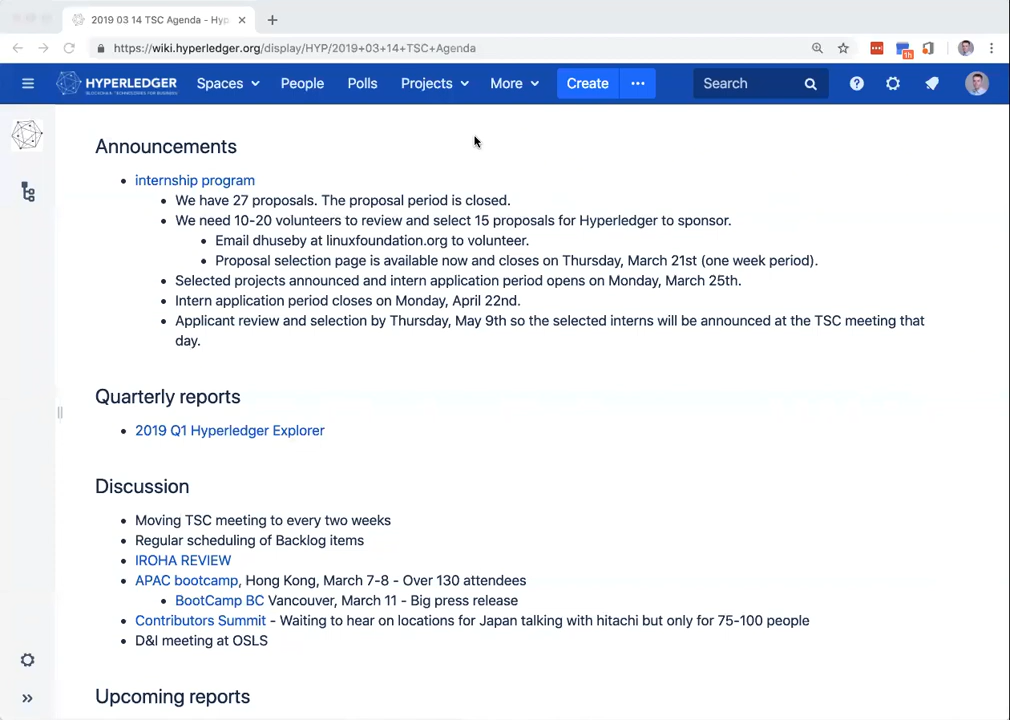 2019 03 14 TSC Agenda - Hyp
https://wiki.hyperledger.org/display/HYP/2019+03+14+TSC+Agenda
1h
HYPERLEDGER
BLOCKCHAIN TECHNOLOGIES FOR BUSINESS
Spaces
People
Polls
Projects
More
Create
Search
Announcements
internship program
We have 27 proposals. The proposal period is closed.
We need 10-20 volunteers to review and select 15 proposals for Hyperledger to sponsor.
Email dhuseby at linuxfoundation.org to volunteer.
Proposal selection page is available now and closes on Thursday, March 21st (one week period).
Selected projects announced and intern application period opens on Monday, March 25th.
Intern application period closes on Monday, April 22nd.
Applicant review and selection by Thursday, May 9th so the selected interns will be announced at the TSC meeting that
day.
Quarterly reports
2019 Q1 Hyperledger Explorer
Discussion
Moving TSC meeting to every two weeks
Regular scheduling of Backlog items
IROHA REVIEW
APAC bootcamp, Hong Kong, March 7-8 - Over 130 attendees
BootCamp BC Vancouver, March 11 - Big press release
Contributors Summit - Waiting to hear on locations for Japan talking with hitachi but only for 75-100 people
D&I meeting at OSLS
Upcoming reports